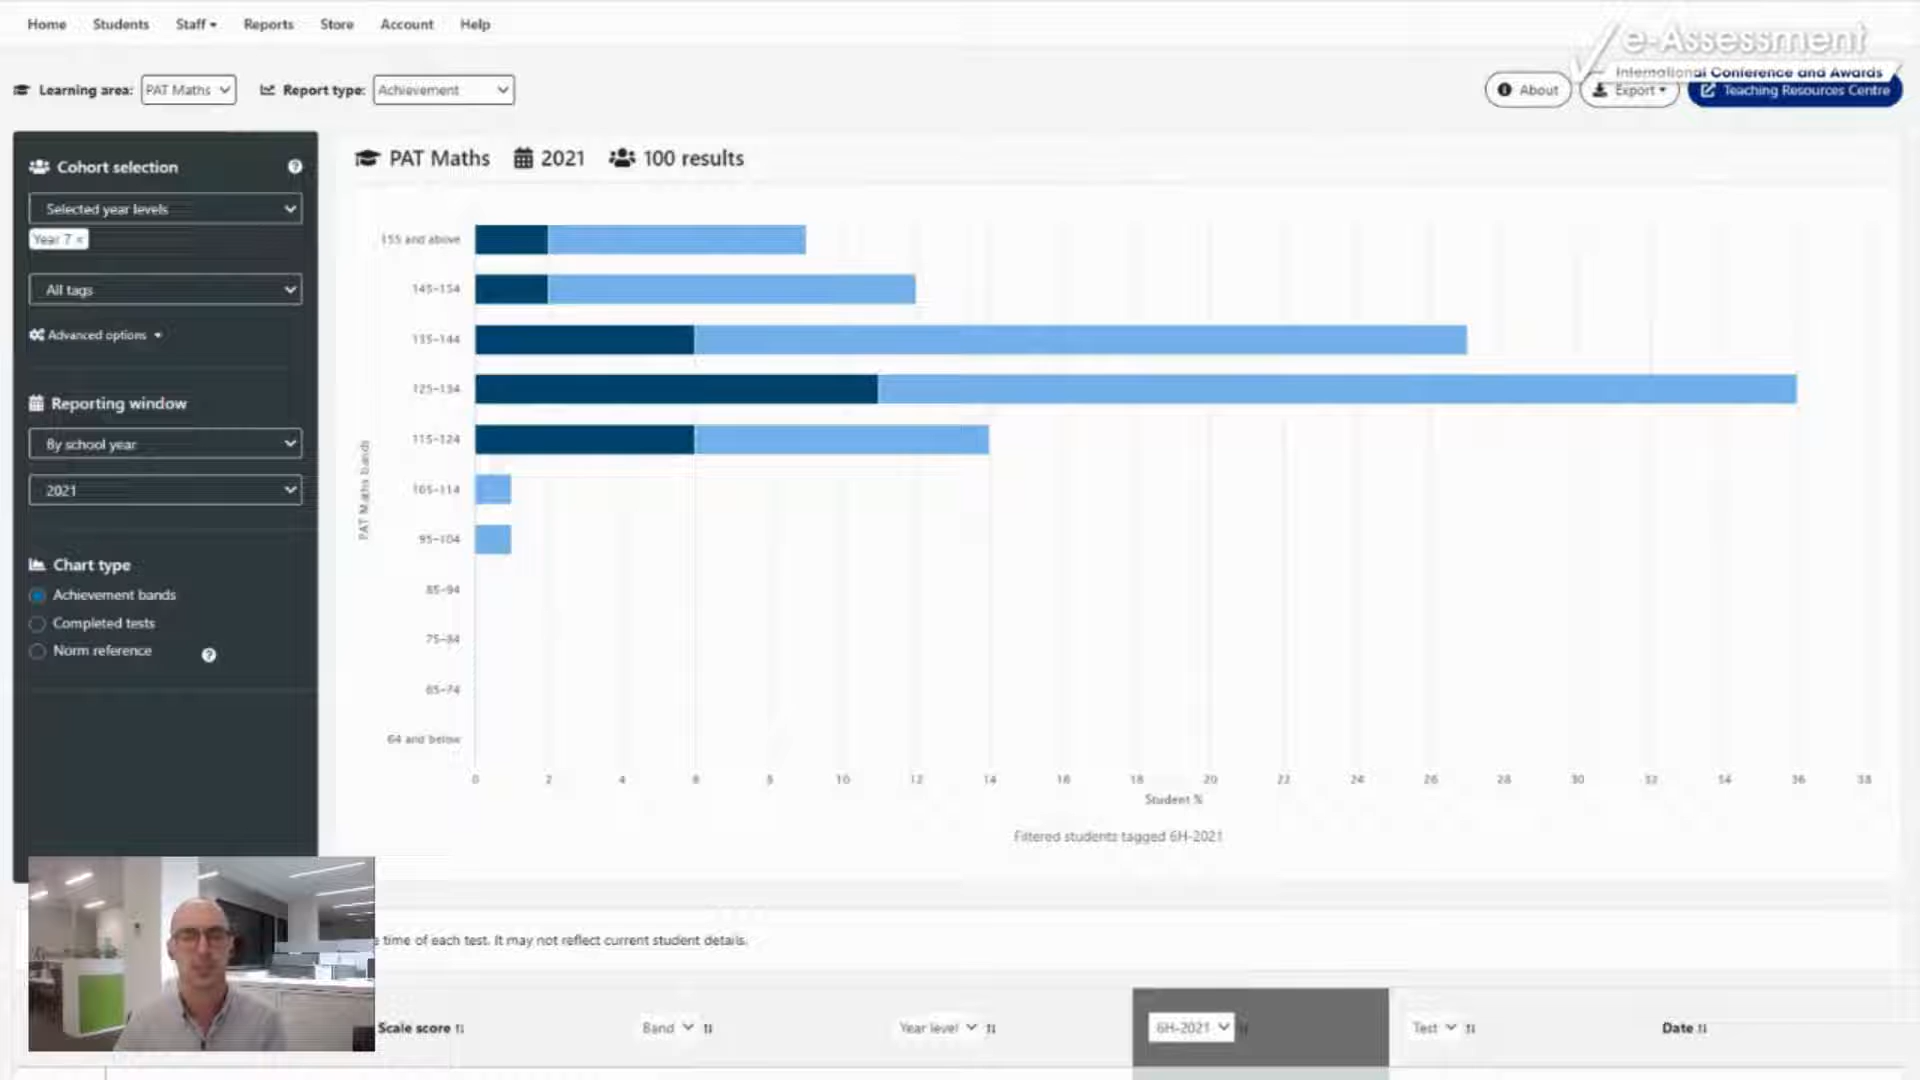 Home Students Staff Reports Store Account Help
e-Assessment
International Conference and Awards
Learning area: PAT Maths Report type: Achievement
About Export Teaching Resources Centre
Cohort selection
Selected year levels
Year 7 ×
All tags
Advanced options
Reporting window
By school year
2021
Chart type
Achievement bands
Completed tests
Norm reference
PAT Maths 2021 100 results
PAT Maths bands
155 and above
145–154
135–144
125–134
115–124
105–114
95–104
85–94
75–84
65–74
64 and below
0 2 4 6 8 10 12 14 16 18 20 22 24 26 28 30 32 34 36 38
Student %
Filtered students tagged 6H-2021
time of each test. It may not reflect current student details.
Scale score Band Year level 6H-2021 Test Date